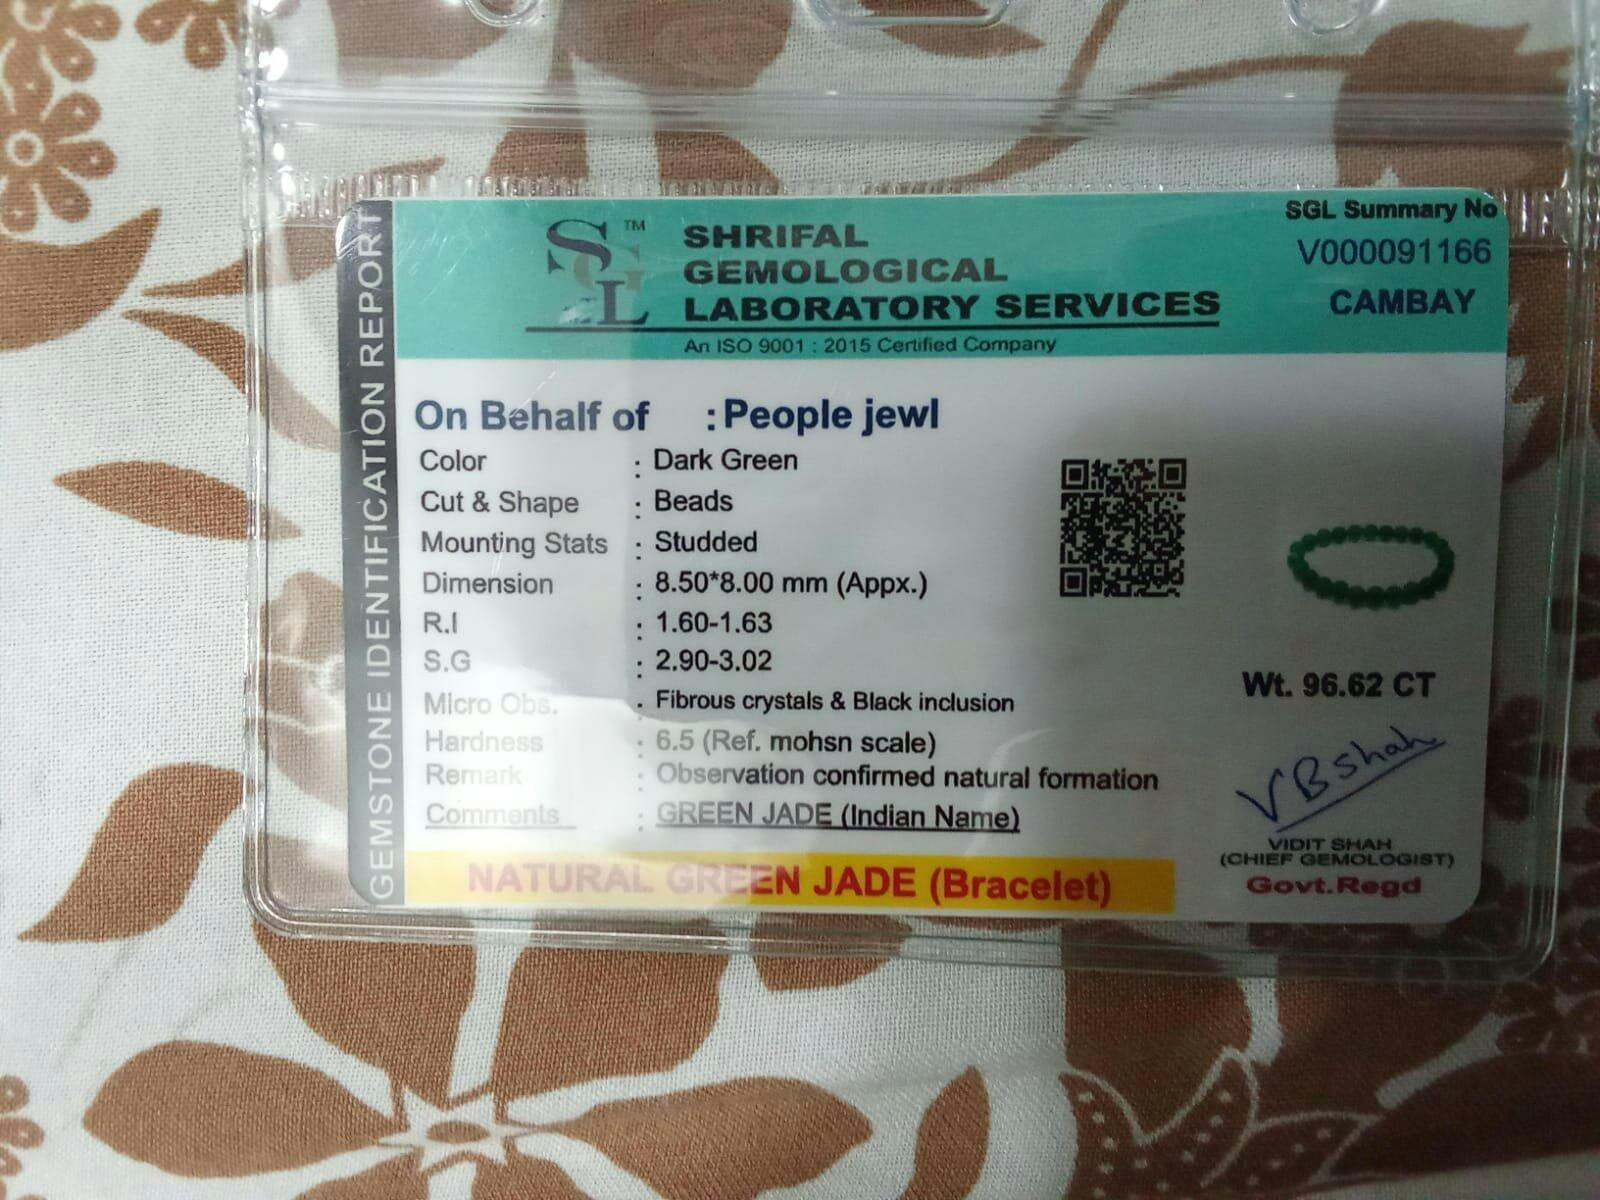 GEMSTONE IDENTIFICATION REPORT
SGL ™
SHRIFAL
GEMOLOGICAL
LABORATORY SERVICES
An ISO 9001 : 2015 Certified Company
SGL Summary No
V000091166
CAMBAY
On Behalf of : People jewl
Color : Dark Green
Cut & Shape : Beads
Mounting Stats : Studded
Dimension : 8.50*8.00 mm (Appx.)
R.I : 1.60-1.63
S.G : 2.90-3.02
Micro Obs. : Fibrous crystals & Black inclusion
Hardness : 6.5 (Ref. mohsn scale)
Remark : Observation confirmed natural formation
Comments : GREEN JADE (Indian Name)
NATURAL GREEN JADE (Bracelet)
Wt. 96.62 CT
VBshah
VIDIT SHAH
(CHIEF GEMOLOGIST)
Govt.Regd